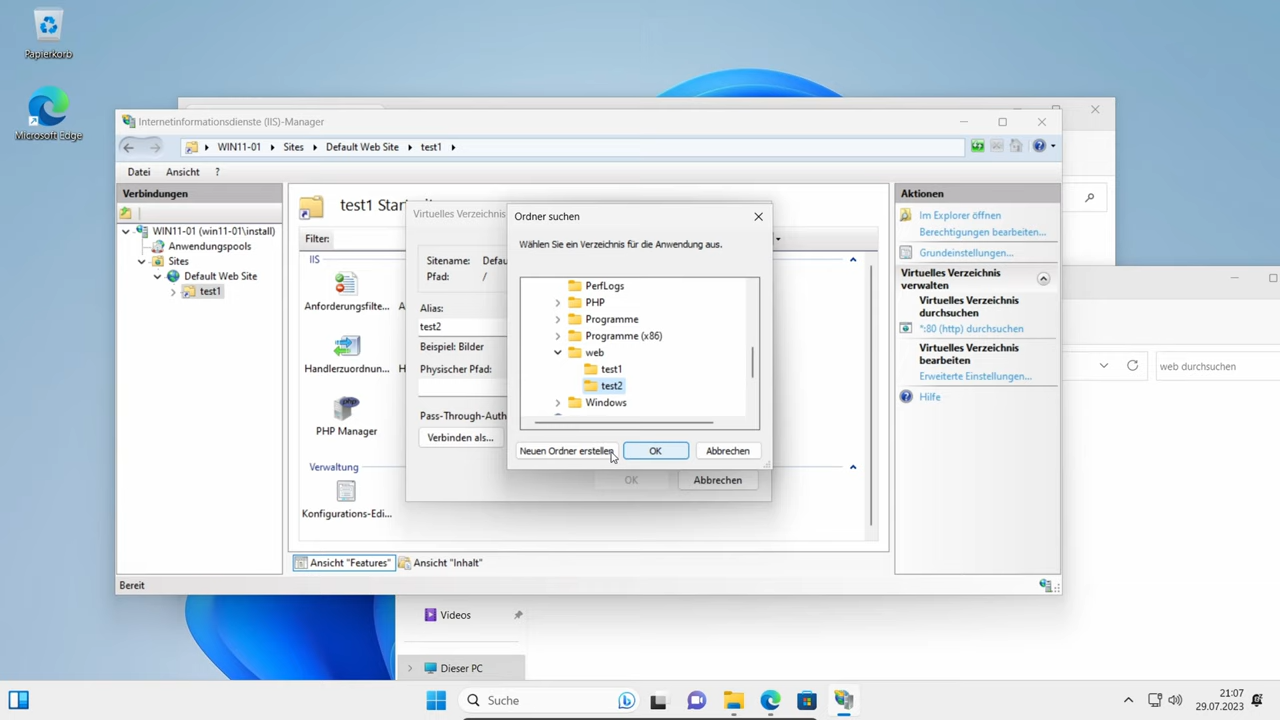 Papierkorb
Microsoft Edge
Internetinformationsdienste (IIS)-Manager
WIN11-01 Sites Default Web Site test1
Datei Ansicht ?
Verbindungen
WIN11-01 (win11-01\install)
Anwendungspools
Sites
Default Web Site
test1
test1
Filter:
IIS
Anforderungsfilte...
Handlerzuordnun...
PHP Manager
Verwaltung
Konfigurations-Edi...
Ansicht "Features"
Ansicht "Inhalt"
Bereit
Virtuelles Verzeichnis
Sitename:
Pfad: /
Alias:
test2
Beispiel: Bilder
Physischer Pfad:
Verbinden als...
OK
Abbrechen
Ordner suchen
Wählen Sie ein Verzeichnis für die Anwendung aus.
PerfLogs
PHP
Programme
Programme (x86)
web
test1
test2
Windows
Neuen Ordner erstellen
OK
Abbrechen
Aktionen
Im Explorer öffnen
Berechtigungen bearbeiten...
Grundeinstellungen...
Virtuelles Verzeichnis
verwalten
Virtuelles Verzeichnis
durchsuchen
*:80 (http) durchsuchen
Virtuelles Verzeichnis
bearbeiten
Erweiterte Einstellungen...
Hilfe
web durchsuchen
Videos
Dieser PC
Suche
21:07
29.07.2023